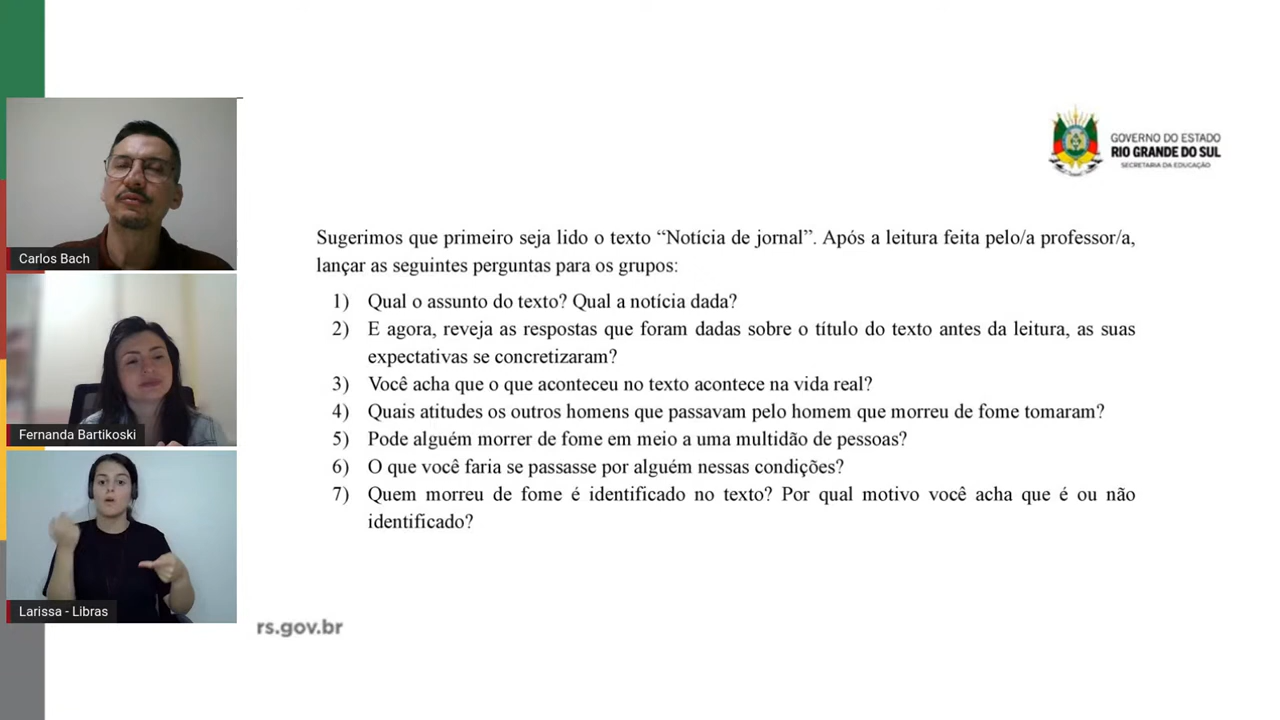 GOVERNO DO ESTADO
RIO GRANDE DO SUL
SECRETARIA DA EDUCAÇÃO
Carlos Bach
Fernanda Bartikoski
Larissa - Libras
Sugerimos que primeiro seja lido o texto “Notícia de jornal”. Após a leitura feita pelo/a professor/a,
lançar as seguintes perguntas para os grupos:
1) Qual o assunto do texto? Qual a notícia dada?
2) E agora, reveja as respostas que foram dadas sobre o título do texto antes da leitura, as suas
expectativas se concretizaram?
3) Você acha que o que aconteceu no texto acontece na vida real?
4) Quais atitudes os outros homens que passavam pelo homem que morreu de fome tomaram?
5) Pode alguém morrer de fome em meio a uma multidão de pessoas?
6) O que você faria se passasse por alguém nessas condições?
7) Quem morreu de fome é identificado no texto? Por qual motivo você acha que é ou não
identificado?
rs.gov.br